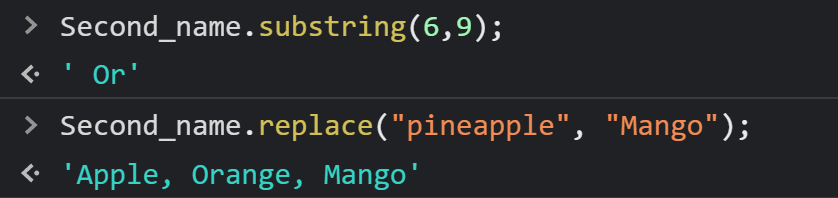 > Second_name.substring(6,9);
<· ' Or'
> Second_name.replace("pineapple", "Mango");
<· 'Apple, Orange, Mango'